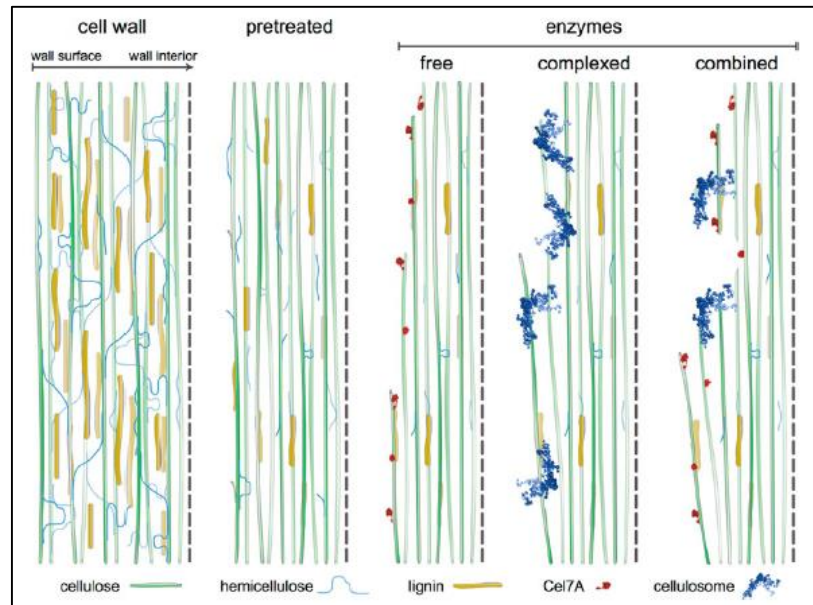 cell wall pretreated enzymes
wall surface wall interior free complexed combined
cellulose hemicellulose lignin Cel7A cellulosome